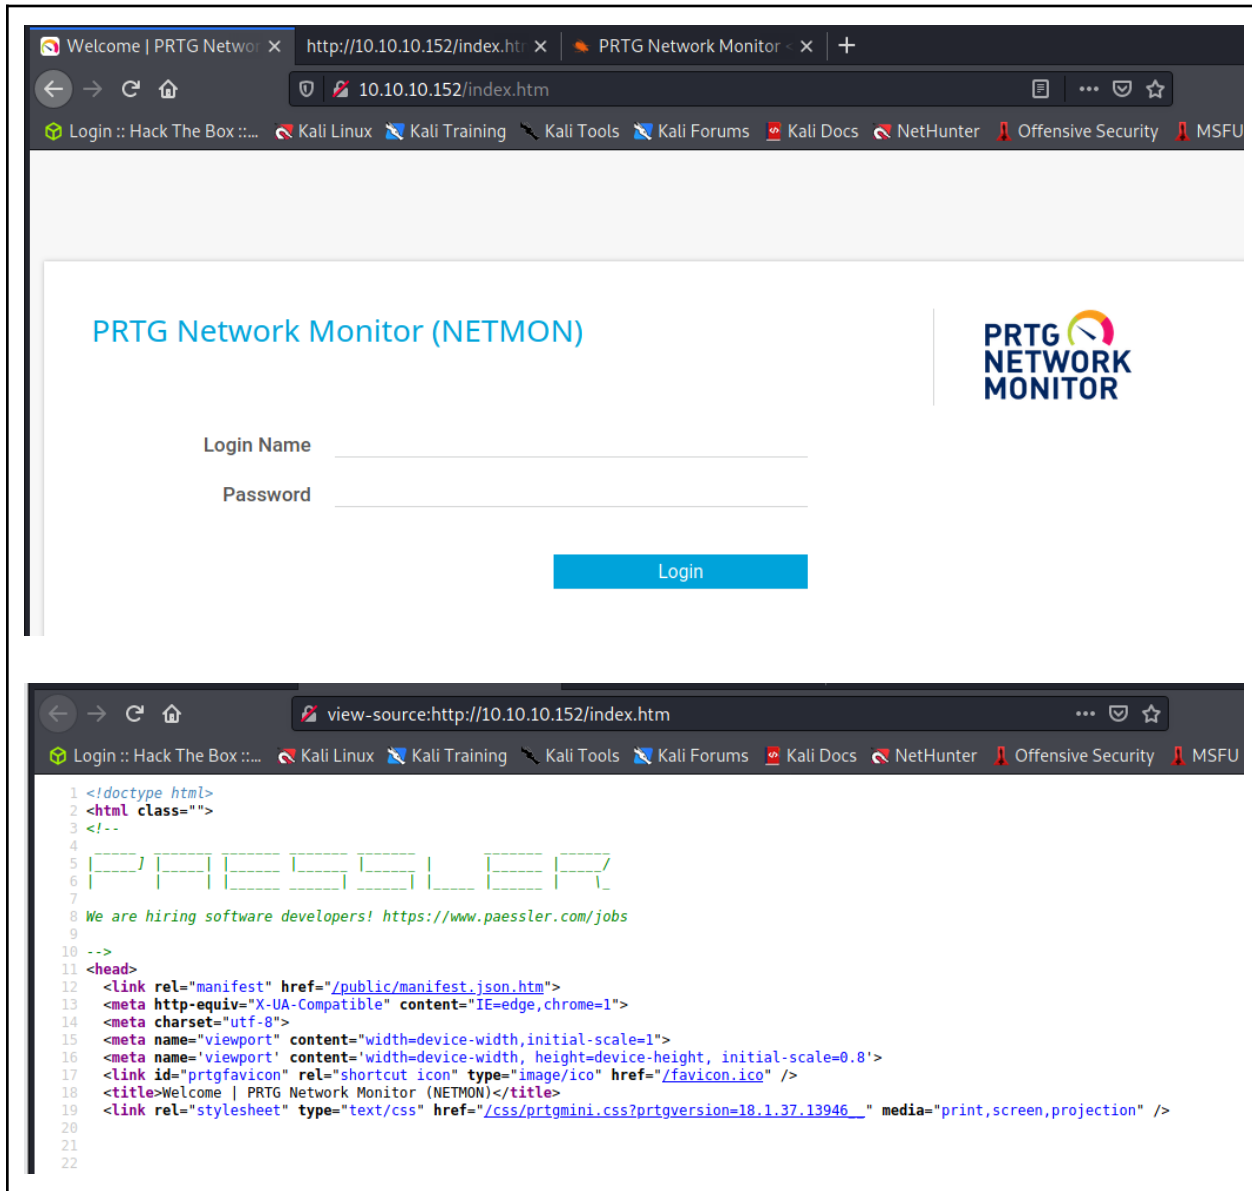 Welcome | PRTG Networ
http://10.10.10.152/index.htm
PRTG Network Monitor <
10.10.10.152/index.htm
Login :: Hack The Box ::...
Kali Linux
Kali Training
Kali Tools
Kali Forums
Kali Docs
NetHunter
Offensive Security
MSFU
PRTG Network Monitor (NETMON)
PRTG
NETWORK
MONITOR
Login Name
Password
Login
view-source:http://10.10.10.152/index.htm
Login :: Hack The Box ::...
Kali Linux
Kali Training
Kali Tools
Kali Forums
Kali Docs
NetHunter
Offensive Security
MSFU
1 <!doctype html>
2 <html class="">
3 <!--
4
5 PAESSLER
6
7
8 We are hiring software developers! https://www.paessler.com/jobs
9
10 -->
11 <head>
12 <link rel="manifest" href="/public/manifest.json.htm">
13 <meta http-equiv="X-UA-Compatible" content="IE=edge,chrome=1">
14 <meta charset="utf-8">
15 <meta name="viewport" content="width=device-width,initial-scale=1">
16 <meta name='viewport' content='width=device-width, height=device-height, initial-scale=0.8'>
17 <link id="prtgfavicon" rel="shortcut icon" type="image/ico" href="/favicon.ico" />
18 <title>Welcome | PRTG Network Monitor (NETMON)</title>
19 <link rel="stylesheet" type="text/css" href="/css/prtgmini.css?prtgversion=18.1.37.13946__" media="print,screen,projection" />
20
21
22